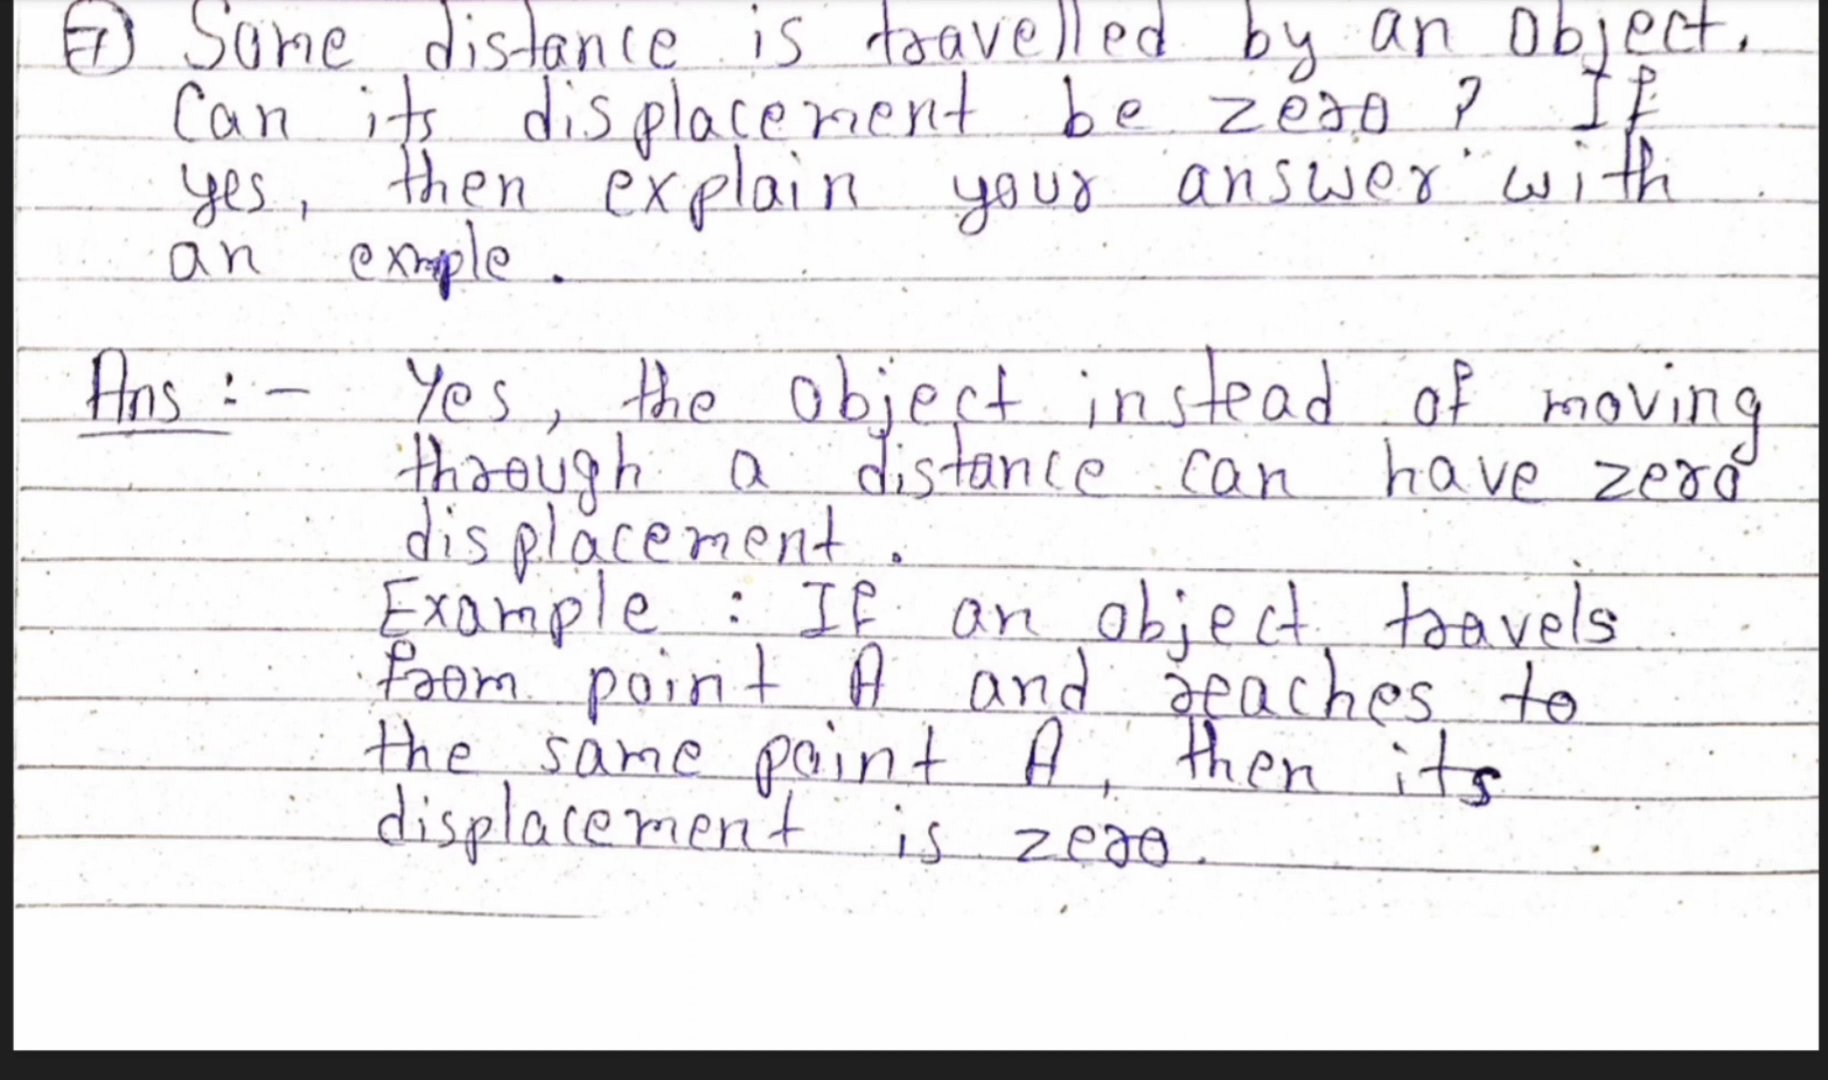 ⑦ Some distance is travelled by an object.
Can its displacement be zero? If
yes, then explain your answer with
an exmple.
Ans :- Yes, the object instead of moving
through a distance can have zero
displacement.
Example : If an object travels
from point A and reaches to
the same point A, then its
displacement is zero.